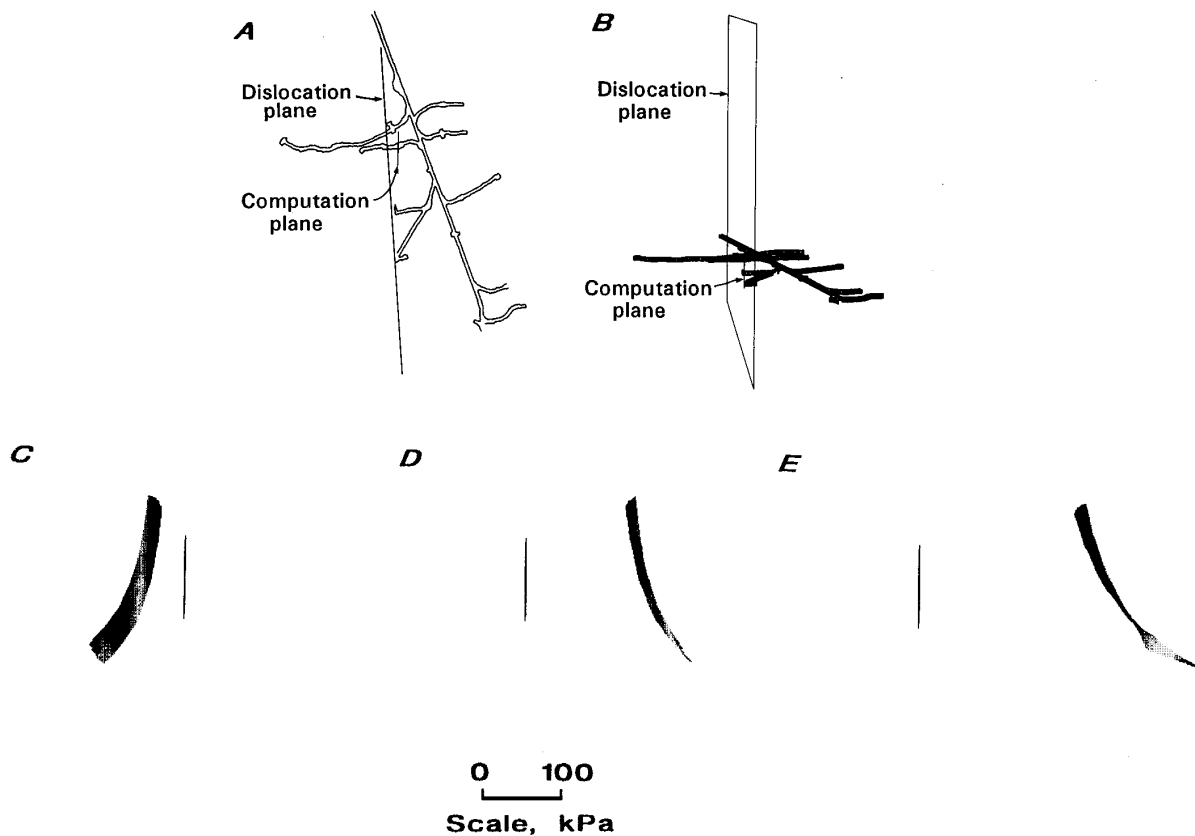 A
Dislocation
plane
Computation
plane
B
Dislocation
plane
Computation
plane
C
D
E
0 100
Scale, kPa